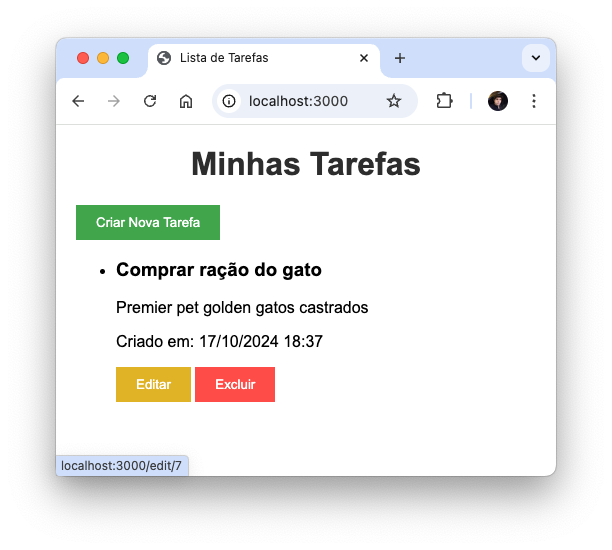 Lista de Tarefas
localhost:3000
Minhas Tarefas
Criar Nova Tarefa
Comprar ração do gato
Premier pet golden gatos castrados
Criado em: 17/10/2024 18:37
Editar Excluir
localhost:3000/edit/7